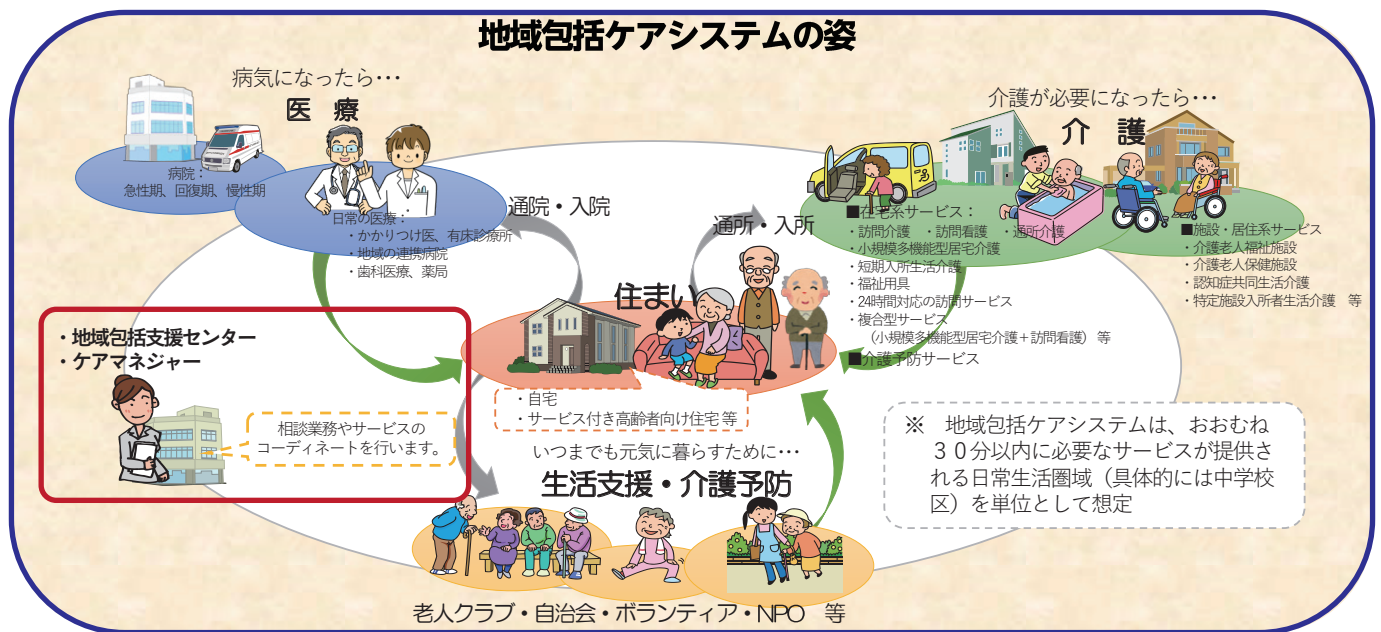 地域包括ケアシステムの姿
病気になったら･･･
医　療
病院：
急性期、回復期、慢性期
日常の医療：
・かかりつけ医、有床診療所
・地域の連携病院
・歯科医療、薬局
通院・入院
通所・入所
介護が必要になったら･･･
介　護
■在宅系サービス：
・訪問介護　・訪問看護　・通所介護
・小規模多機能型居宅介護
・短期入所生活介護
・福祉用具
・24時間対応の訪問サービス
・複合型サービス
（小規模多機能型居宅介護＋訪問看護） 等
■介護予防サービス
■施設・居住系サービス
・介護老人福祉施設
・介護老人保健施設
・認知症共同生活介護
・特定施設入所者生活介護　等
住まい
・自宅
・サービス付き高齢者向け住宅 等
・地域包括支援センター
・ケアマネジャー
相談業務やサービスの
コーディネートを行います。
いつまでも元気に暮らすために･･･
生活支援・介護予防
老人クラブ・自治会・ボランティア・NPO　等
※　地域包括ケアシステムは、おおむね
３０分以内に必要なサービスが提供さ
れる日常生活圏域（具体的には中学校
区）を単位として想定